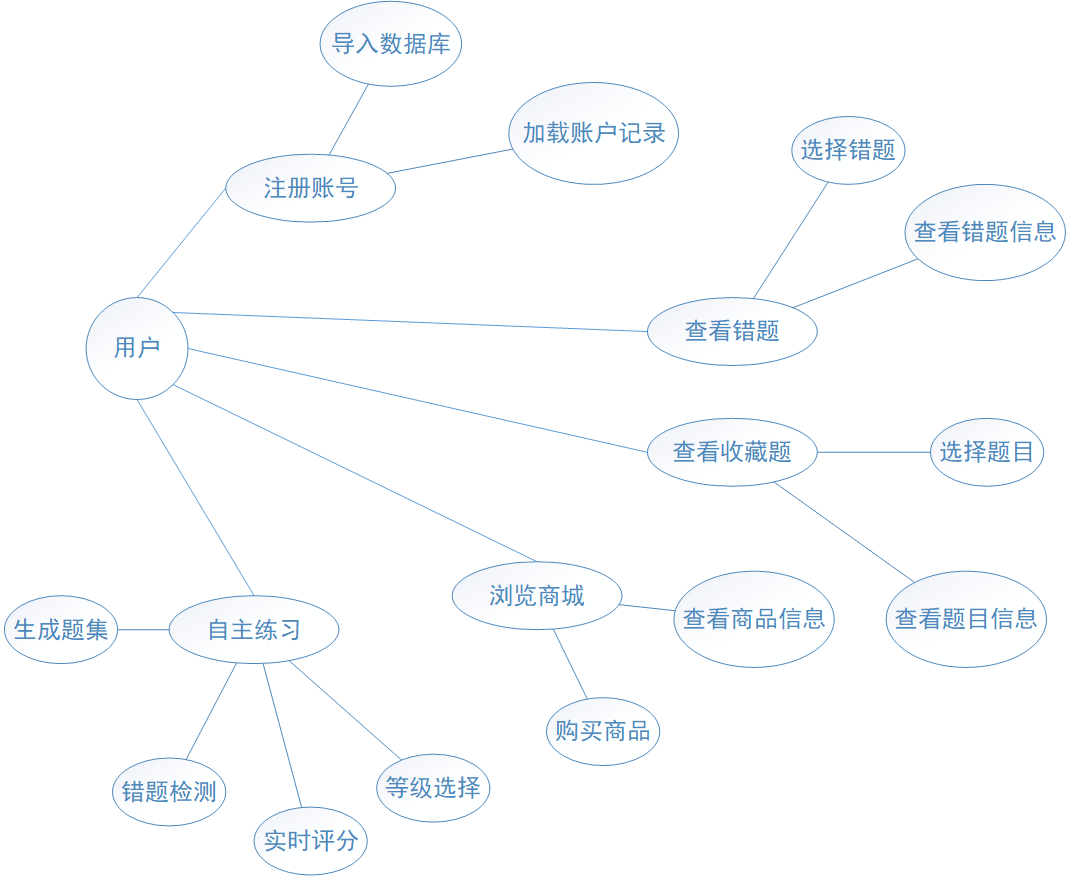 导入数据库
加载账户记录
选择错题
注册账号
查看错题信息
查看错题
用户
查看收藏题
选择题目
浏览商城
查看商品信息
查看题目信息
生成题集
自主练习
购买商品
错题检测
等级选择
实时评分